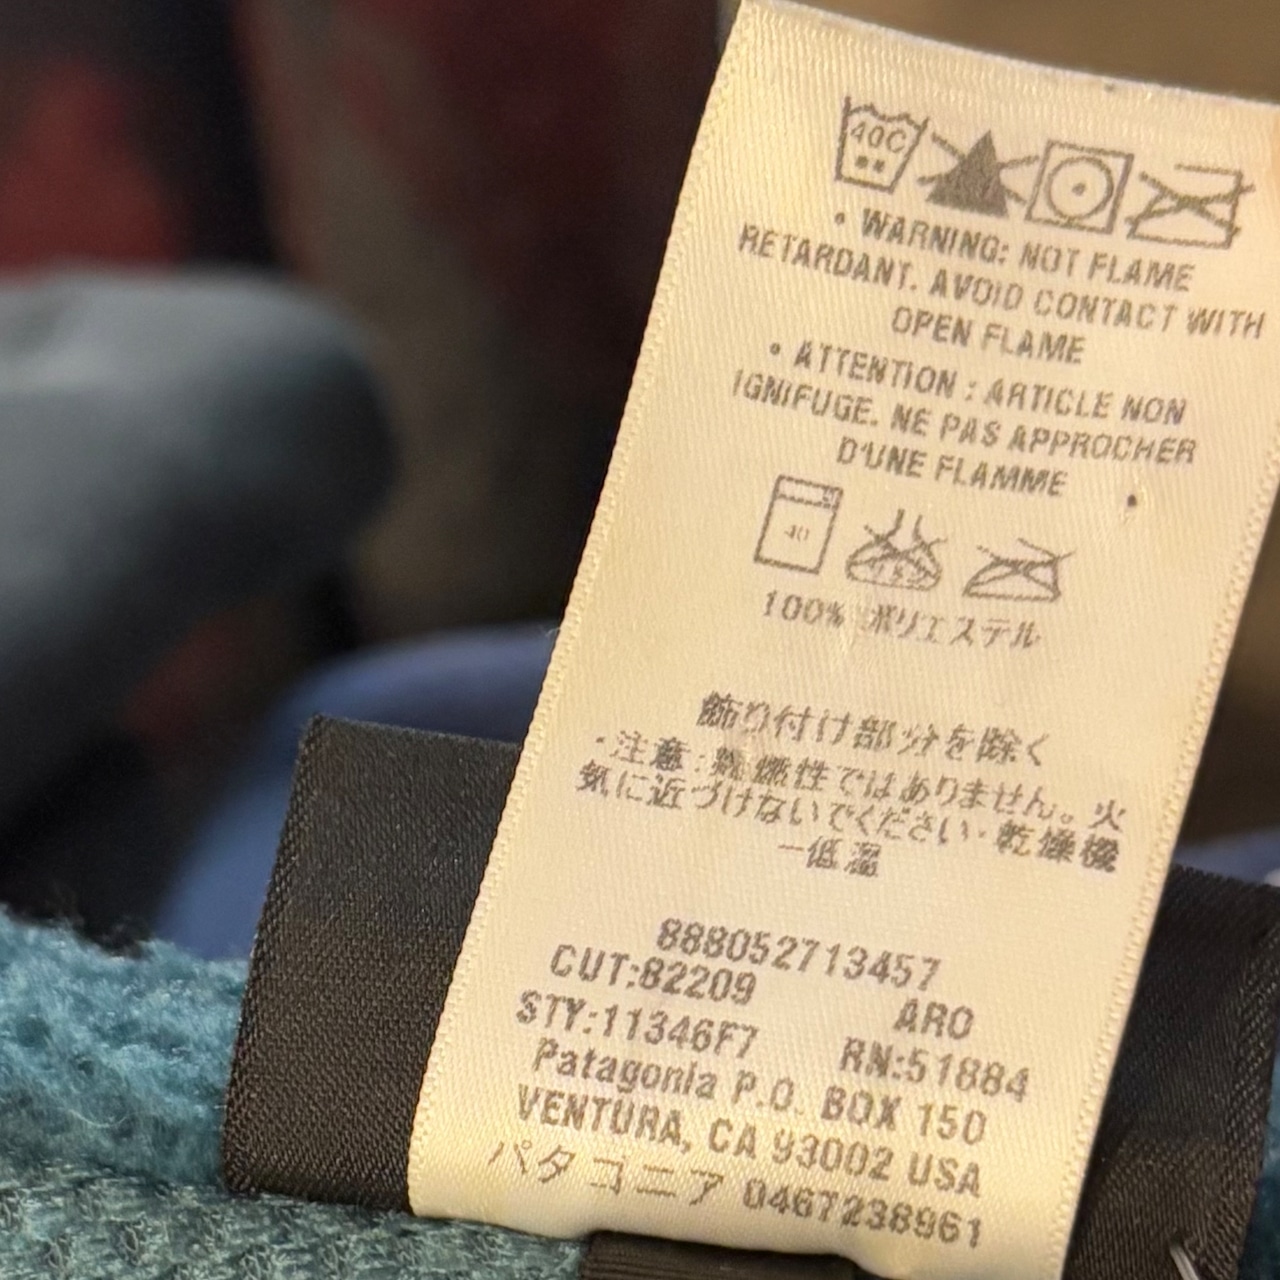 40C
• WARNING: NOT FLAME
RETARDANT. AVOID CONTACT WITH
OPEN FLAME
• ATTENTION : ARTICLE NON
IGNIFUGE. NE PAS APPROCHER
D'UNE FLAMME
40
100% ポリエステル
飾り付け部分を除く
·注意:難燃性ではありません。火
気に近づけないでください·乾燥機
ー低温
888052713457
CUT:82209 ARO
STY:11346F7 RN:51884
Patagonia P.O. BOX 150
VENTURA, CA 93002 USA
パタゴニア 0467238961